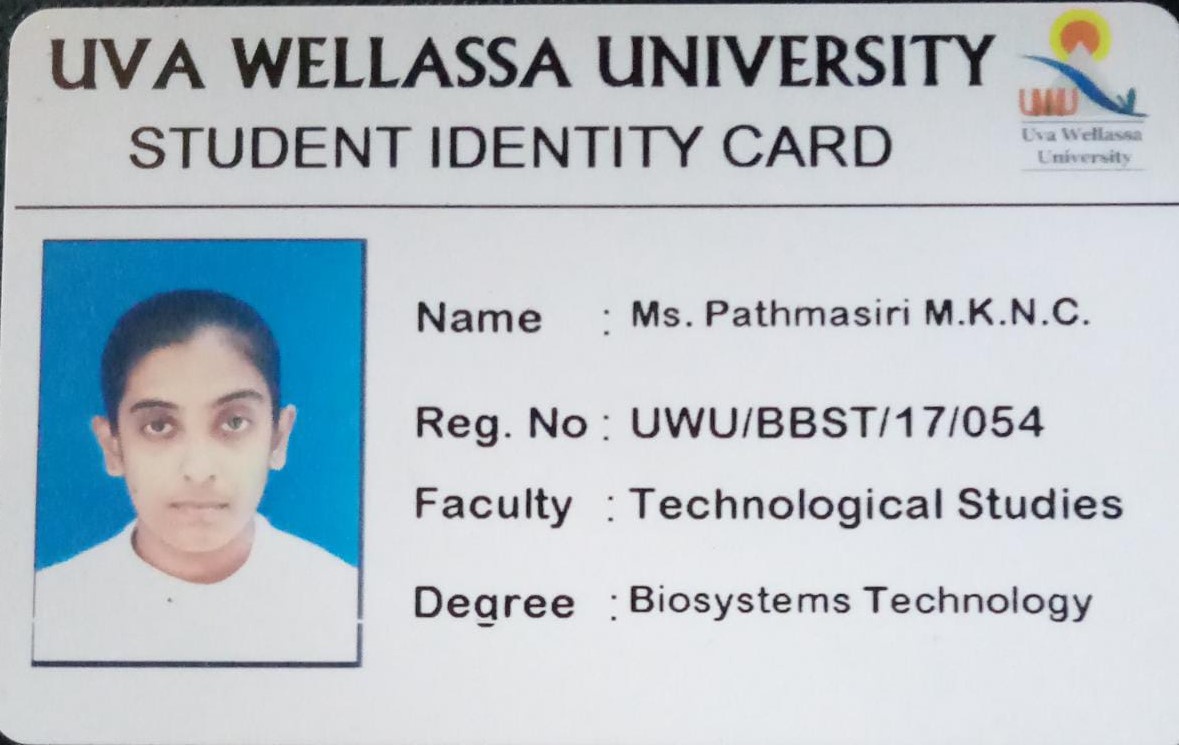 UVA WELLASSA UNIVERSITY
STUDENT IDENTITY CARD
UWU
Uva Wellassa
University
Name : Ms. Pathmasiri M.K.N.C.
Reg. No : UWU/BBST/17/054
Faculty : Technological Studies
Degree : Biosystems Technology